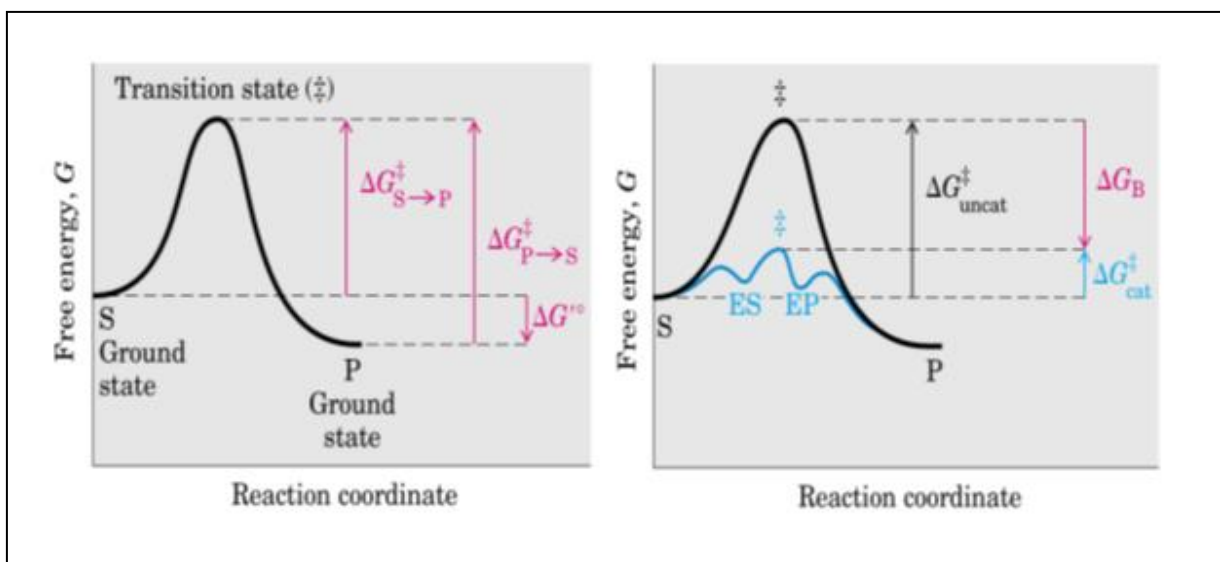 Transition state (‡)
ΔG‡S→P
ΔG‡P→S
ΔG′°
S
Ground
state
P
Ground
state
Free energy, G
Reaction coordinate
‡
ΔG‡uncat
ΔGB
‡
ΔG‡cat
ES
EP
S
P
Free energy, G
Reaction coordinate